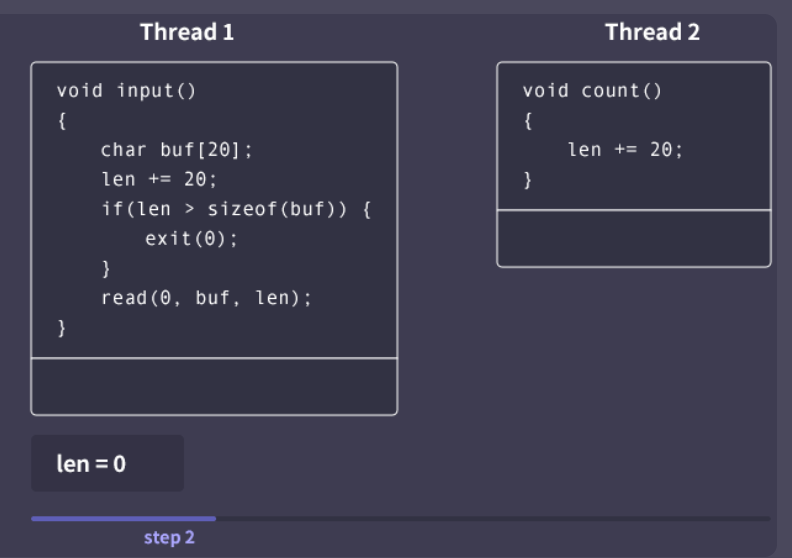 Thread 1
void input()
{
char buf[20];
len += 20;
if(len > sizeof(buf)) {
exit(0);
}
read(0, buf, len);
}
Thread 2
void count()
{
len += 20;
}
len = 0
step 2